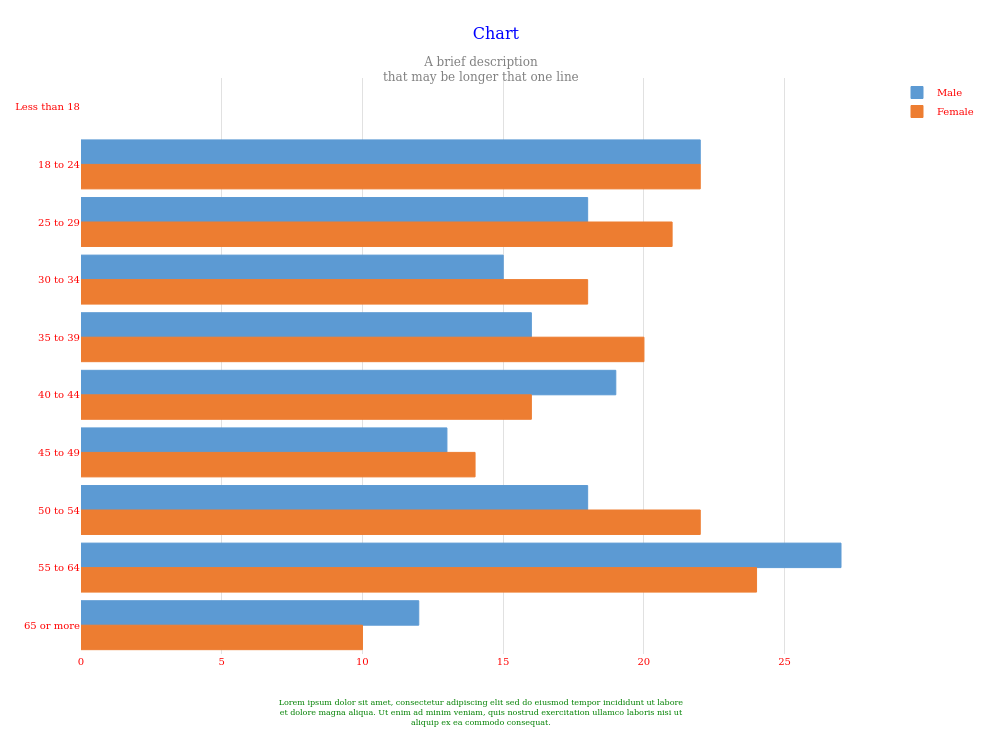 Chart
A brief description
that may be longer that one line
Male
Female
Less than 18
18 to 24
25 to 29
30 to 34
35 to 39
40 to 44
45 to 49
50 to 54
55 to 64
65 or more
0 5 10 15 20 25
Lorem ipsum dolor sit amet, consectetur adipiscing elit sed do eiusmod tempor incididunt ut labore
et dolore magna aliqua. Ut enim ad minim veniam, quis nostrud exercitation ullamco laboris nisi ut
aliquip ex ea commodo consequat.